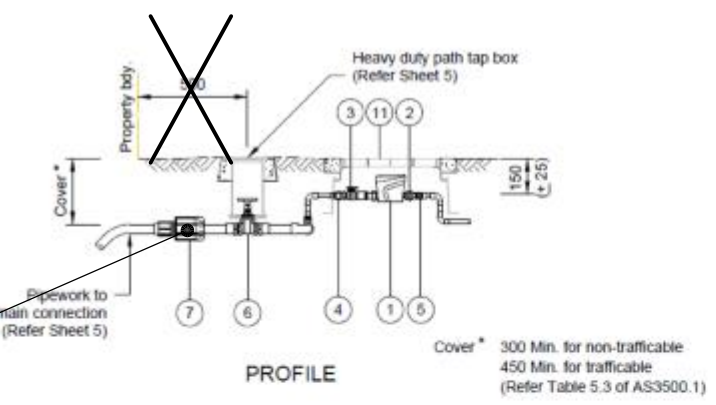 Heavy duty path tap box
(Refer Sheet 5)
Property bdy.
3
11
2
Cover *
150
(± 25)
Pipework to
main connection
(Refer Sheet 5)
7
6
4
1
5
PROFILE
Cover * 300 Min. for non-trafficable
450 Min. for trafficable
(Refer Table 5.3 of AS3500.1)